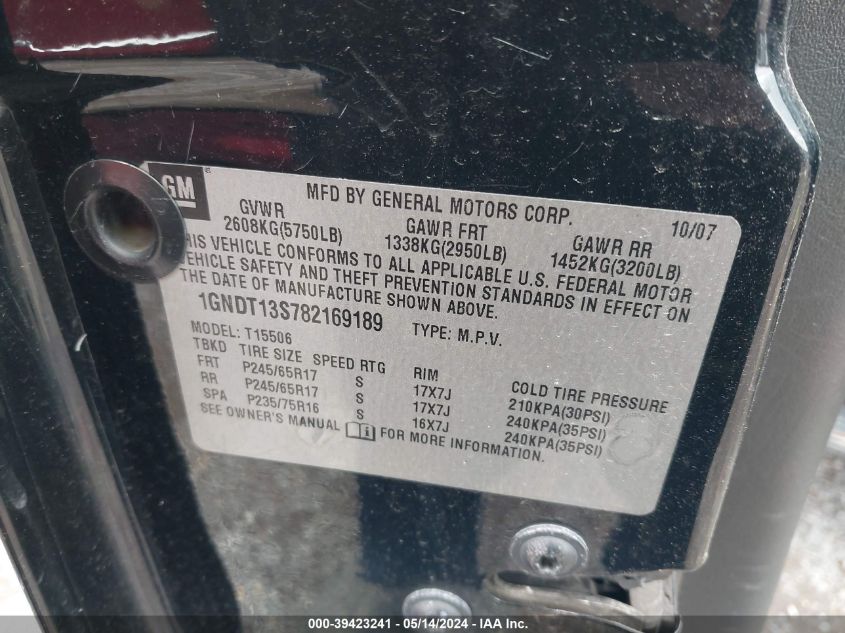 GM
MFD BY GENERAL MOTORS CORP. 10/07
GVWR GAWR FRT GAWR RR
2608KG(5750LB) 1338KG(2950LB) 1452KG(3200LB)
HIS VEHICLE CONFORMS TO ALL APPLICABLE U.S. FEDERAL MOTOR
VEHICLE SAFETY AND THEFT PREVENTION STANDARDS IN EFFECT ON
THE DATE OF MANUFACTURE SHOWN ABOVE.
1GNDT13S782169189 TYPE: M.P.V.
MODEL: T15506
TBKD TIRE SIZE SPEED RTG RIM COLD TIRE PRESSURE
FRT P245/65R17 S 17X7J 210KPA(30PSI)
RR P245/65R17 S 17X7J 240KPA(35PSI)
SPA P235/75R16 S 16X7J 240KPA(35PSI)
SEE OWNER'S MANUAL FOR MORE INFORMATION.
000-39423241 - 05/14/2024 - IAA Inc.